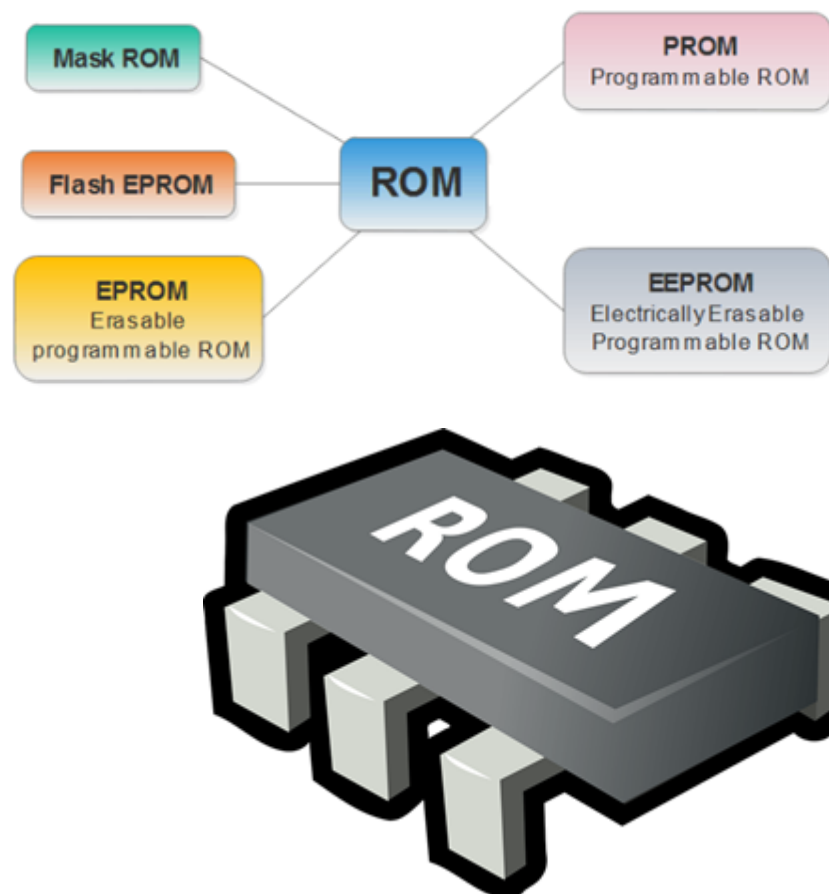 Mask ROM
PROM
Programmable ROM
Flash EPROM
ROM
EPROM
Erasable
programmable ROM
EEPROM
Electrically Erasable
Programmable ROM
ROM